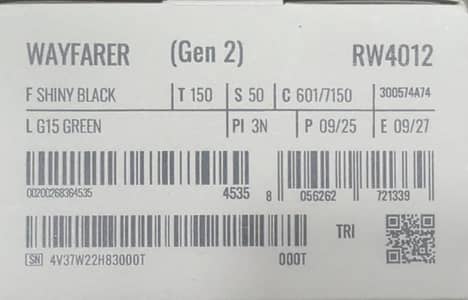 WAYFARER (Gen 2) RW4012
F SHINY BLACK T 150 S 50 C 601/7150 300574A74
L G15 GREEN PI 3N P 09/25 E 09/27
00200268364535 4535 8 056262 721339
TRI
SN 4V37W22H83000T 000T